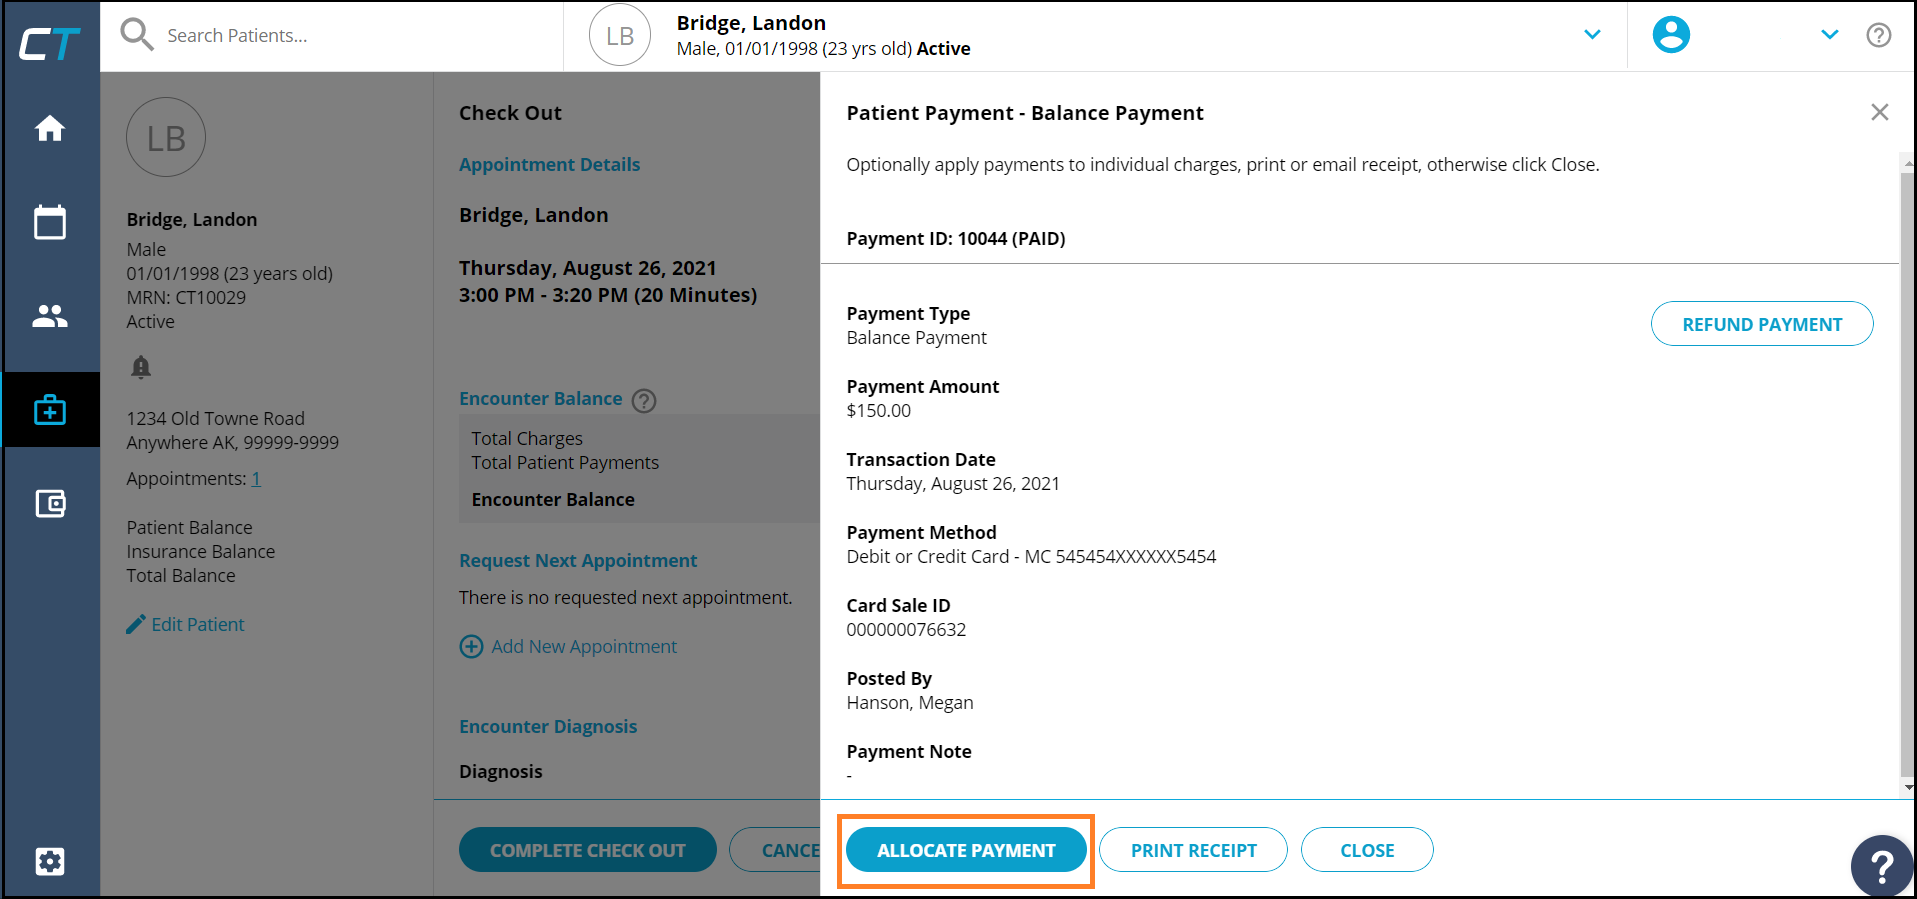 CT
Search Patients...
LB
Bridge, Landon
Male, 01/01/1998 (23 yrs old) Active
LB
Bridge, Landon
Male
01/01/1998 (23 years old)
MRN: CT10029
Active
1234 Old Towne Road
Anywhere AK, 99999-9999
Appointments: 1
Patient Balance
Insurance Balance
Total Balance
Edit Patient
Check Out
Appointment Details
Bridge, Landon
Thursday, August 26, 2021
3:00 PM - 3:20 PM (20 Minutes)
Encounter Balance ?
Total Charges
Total Patient Payments
Encounter Balance
Request Next Appointment
There is no requested next appointment.
Add New Appointment
Encounter Diagnosis
Diagnosis
COMPLETE CHECK OUT
CANCE
Patient Payment - Balance Payment
Optionally apply payments to individual charges, print or email receipt, otherwise click Close.
Payment ID: 10044 (PAID)
Payment Type
Balance Payment
REFUND PAYMENT
Payment Amount
$150.00
Transaction Date
Thursday, August 26, 2021
Payment Method
Debit or Credit Card - MC 545454XXXXXX5454
Card Sale ID
000000076632
Posted By
Hanson, Megan
Payment Note
-
ALLOCATE PAYMENT
PRINT RECEIPT
CLOSE
?
?